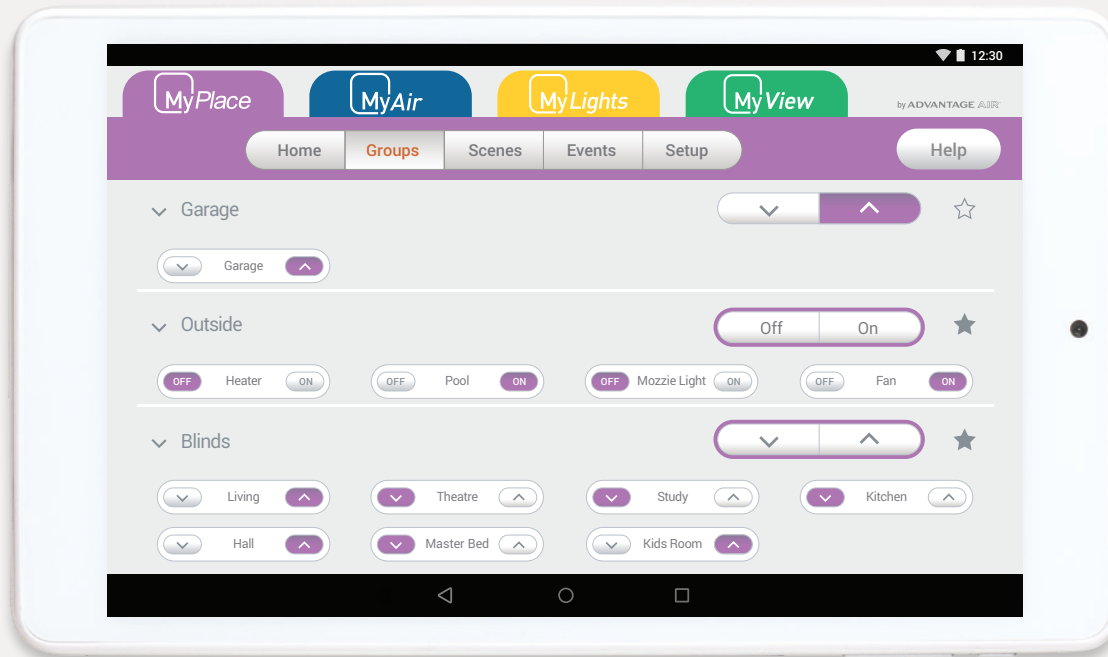 12:30
MyPlace MyAir MyLights MyView by ADVANTAGE AIR
Home Groups Scenes Events Setup Help
Garage
Garage
Outside Off On
OFF Heater ON OFF Pool ON OFF Mozzie Light ON OFF Fan ON
Blinds
Living Theatre Study Kitchen
Hall Master Bed Kids Room